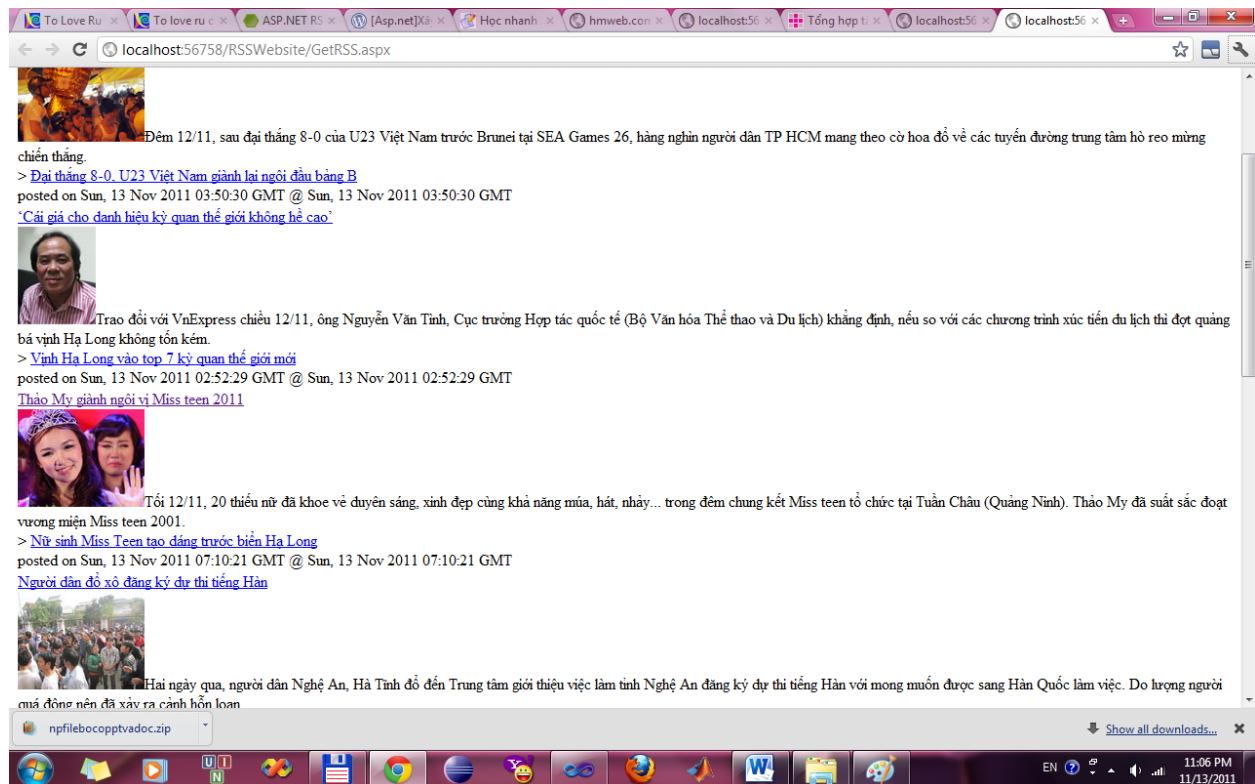 To Love Ru
To love ru c
ASP.NET RS
[Asp.net]Xâ
Học nhanh
hmweb.con
localhost:56
Tổng hợp t
localhost:56
localhost:56
localhost:56758/RSSWebsite/GetRSS.aspx
Đêm 12/11, sau đại thắng 8-0 của U23 Việt Nam trước Brunei tại SEA Games 26, hàng nghìn người dân TP HCM mang theo cờ hoa đổ về các tuyến đường trung tâm hò reo mừng
chiến thắng.
> Đại thắng 8-0, U23 Việt Nam giành lại ngôi đầu bảng B
posted on Sun, 13 Nov 2011 03:50:30 GMT @ Sun, 13 Nov 2011 03:50:30 GMT
‘Cái giá cho danh hiệu kỳ quan thế giới không hề cao’
Trao đổi với VnExpress chiều 12/11, ông Nguyễn Văn Tình, Cục trưởng Hợp tác quốc tế (Bộ Văn hóa Thể thao và Du lịch) khẳng định, nếu so với các chương trình xúc tiến du lịch thì đợt quảng
bá vịnh Hạ Long không tốn kém.
> Vịnh Hạ Long vào top 7 kỳ quan thế giới mới
posted on Sun, 13 Nov 2011 02:52:29 GMT @ Sun, 13 Nov 2011 02:52:29 GMT
Thảo My giành ngôi vị Miss teen 2011
Tối 12/11, 20 thiếu nữ đã khoe vẻ duyên sáng, xinh đẹp cùng khả năng múa, hát, nhảy... trong đêm chung kết Miss teen tổ chức tại Tuần Châu (Quảng Ninh). Thảo My đã suất sắc đoạt
vương miện Miss teen 2001.
> Nữ sinh Miss Teen tạo dáng trước biển Hạ Long
posted on Sun, 13 Nov 2011 07:10:21 GMT @ Sun, 13 Nov 2011 07:10:21 GMT
Người dân đổ xô đăng ký dự thi tiếng Hàn
Hai ngày qua, người dân Nghệ An, Hà Tĩnh đổ đến Trung tâm giới thiệu việc làm tỉnh Nghệ An đăng ký dự thi tiếng Hàn với mong muốn được sang Hàn Quốc làm việc. Do lượng người
quá đông nên đã xảy ra cảnh hỗn loạn
npfilebocopptvadoc.zip
Show all downloads...
EN
11:06 PM
11/13/2011